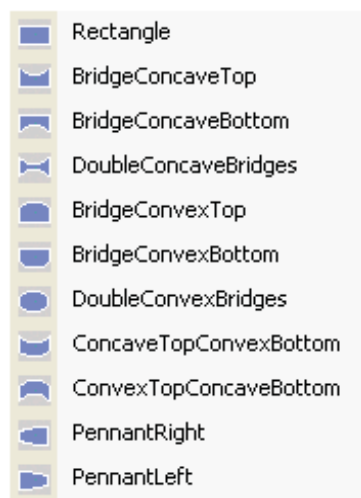 Rectangle
BridgeConcaveTop
BridgeConcaveBottom
DoubleConcaveBridges
BridgeConvexTop
BridgeConvexBottom
DoubleConvexBridges
ConcaveTopConvexBottom
ConvexTopConcaveBottom
PennantRight
PennantLeft